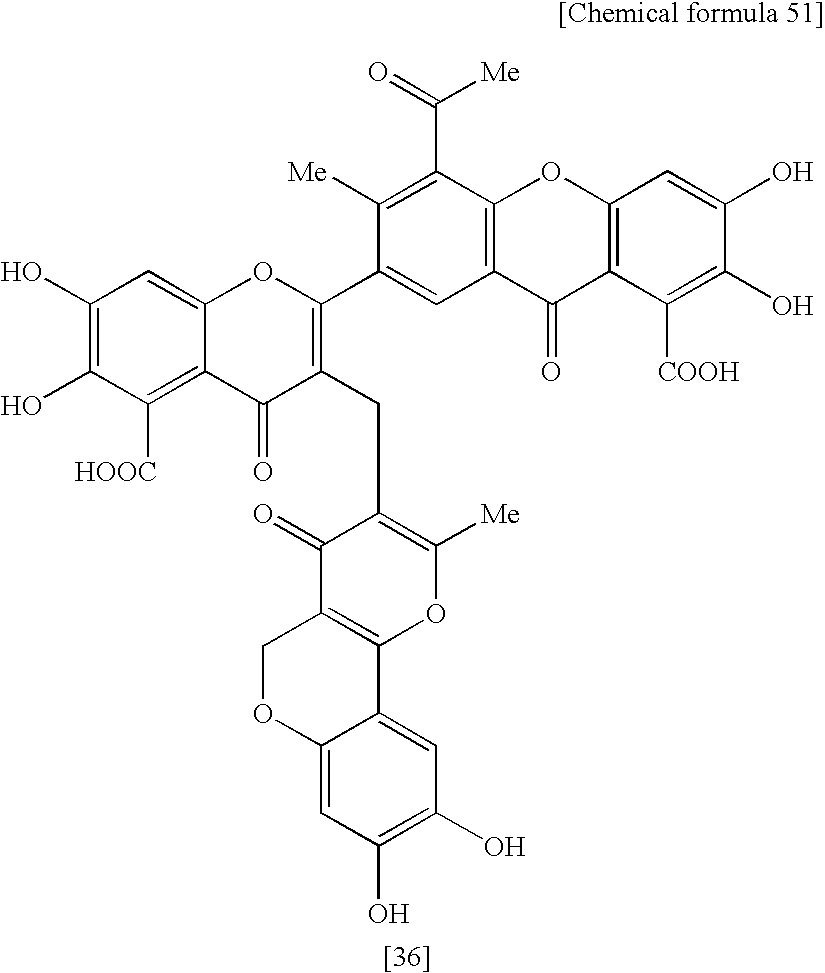 [Chemical formula 51]
O Me
Me O OH
HO O OH
HO O COOH
HOOC O
O Me
O
O
OH
OH
[36]